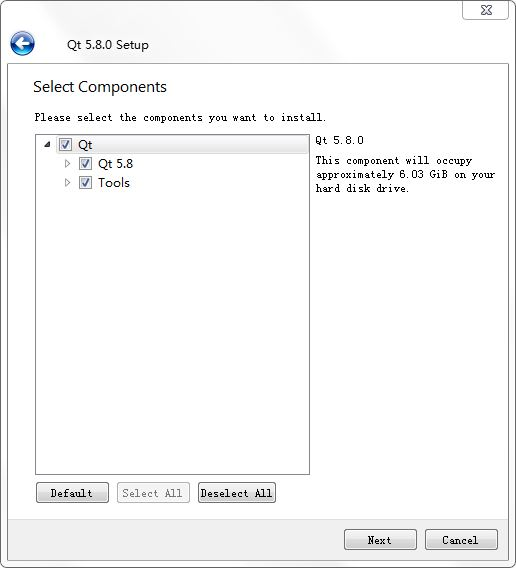 Qt 5.8.0 Setup
Select Components
Please select the components you want to install.
Qt
Qt 5.8
Tools
Qt 5.8.0
This component will occupy
approximately 6.03 GiB on your
hard disk drive.
Default
Select All
Deselect All
Next
Cancel